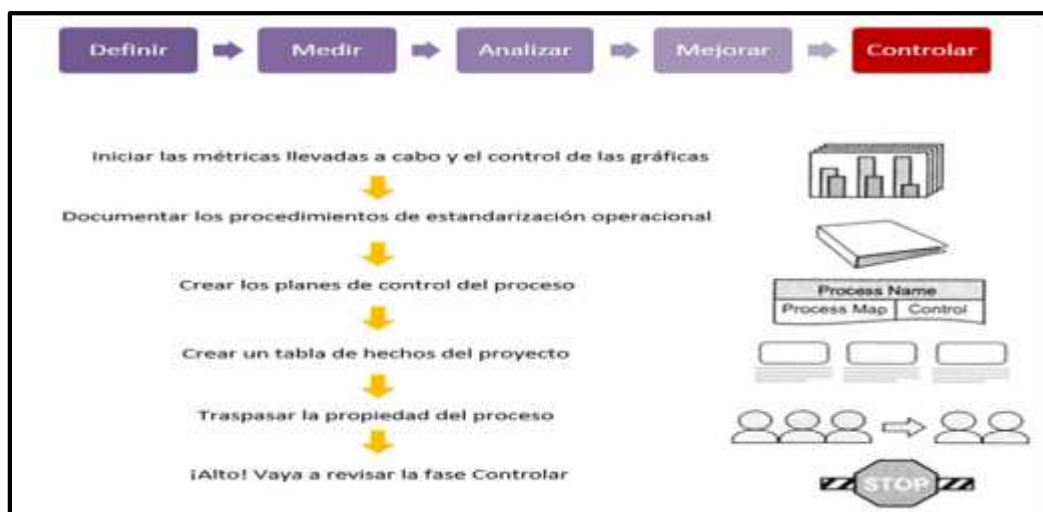 Definir Medir Analizar Mejorar Controlar
Iniciar las métricas llevadas a cabo y el control de las gráficas
Documentar los procedimientos de estandarización operacional
Crear los planes de control del proceso
Process Name
Process Map Control
Crear un tabla de hechos del proyecto
Traspasar la propiedad del proceso
¡Alto! Vaya a revisar la fase Controlar
STOP